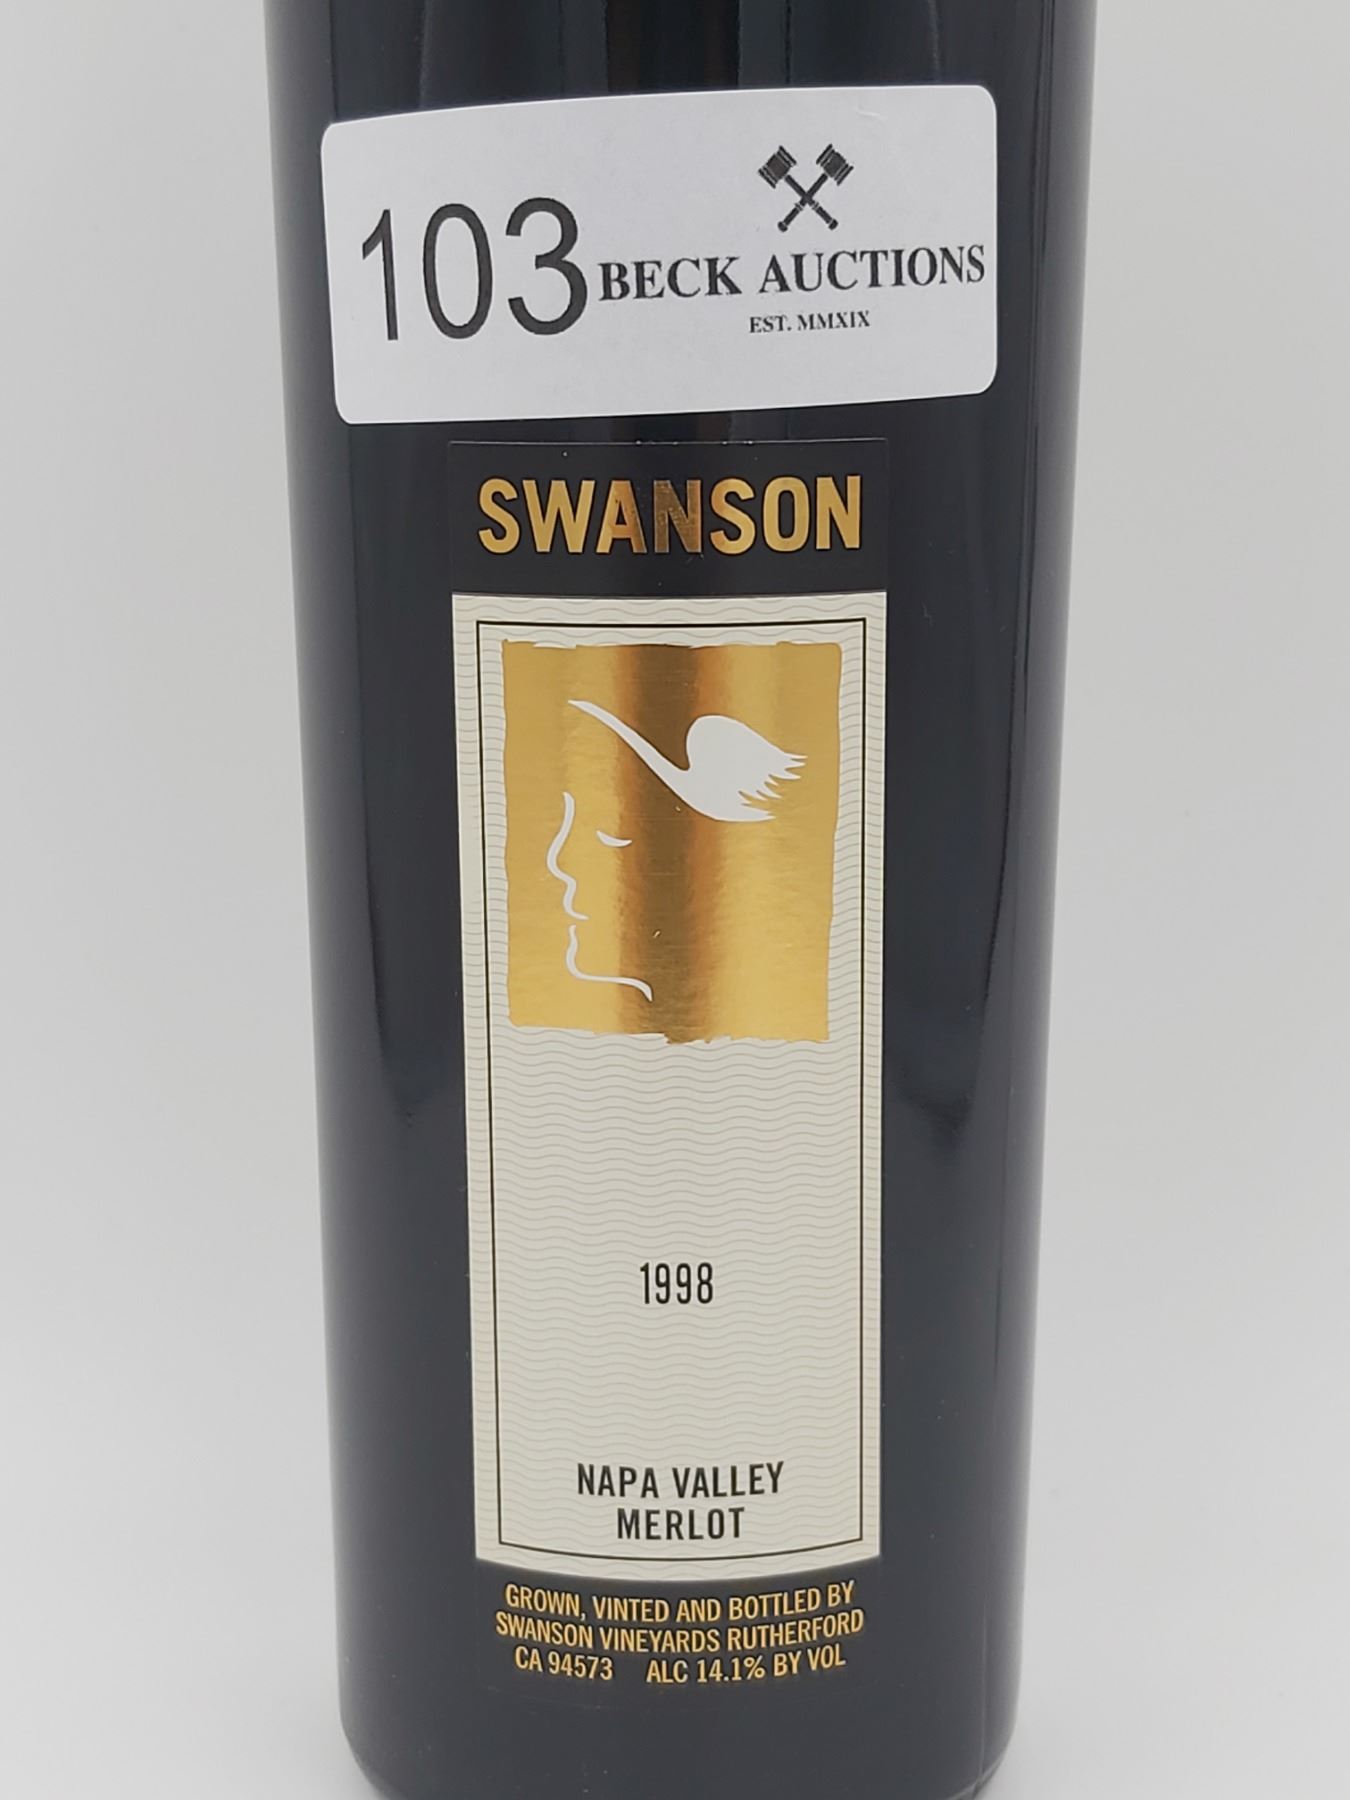 103 BECK AUCTIONS
EST. MMXIX
SWANSON
1998
NAPA VALLEY
MERLOT
GROWN, VINTED AND BOTTLED BY
SWANSON VINEYARDS RUTHERFORD
CA 94573 ALC 14.1% BY VOL